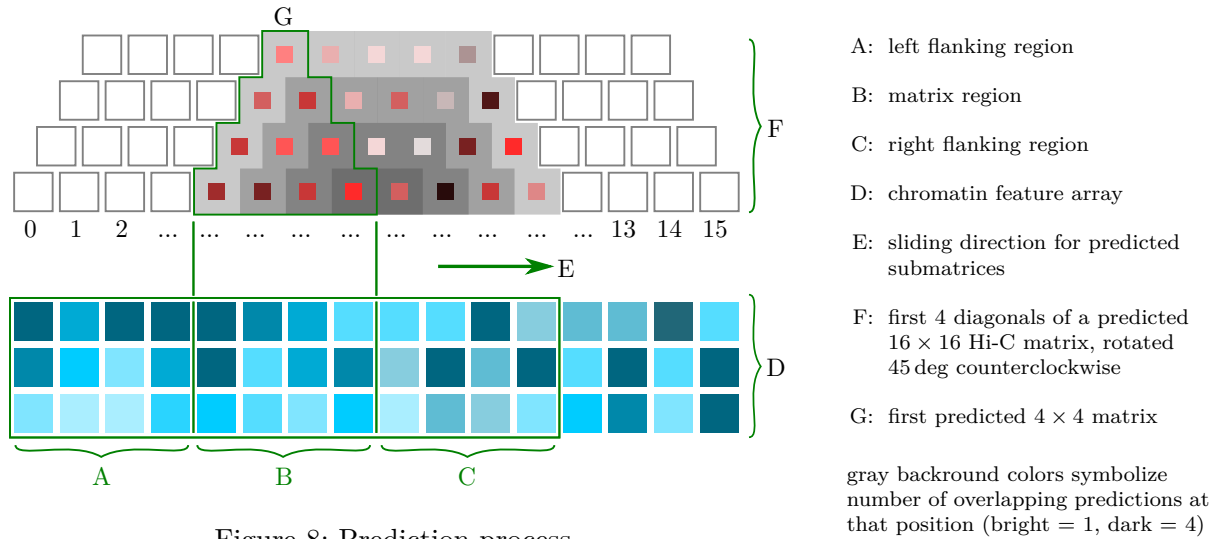 G
F
0 1 2 ... ... ... ... ... ... ... ... ... ... 13 14 15
E
D
A B C
A: left flanking region
B: matrix region
C: right flanking region
D: chromatin feature array
E: sliding direction for predicted
submatrices
F: first 4 diagonals of a predicted
16 × 16 Hi-C matrix, rotated
45 deg counterclockwise
G: first predicted 4 × 4 matrix
gray backround colors symbolize
number of overlapping predictions at
that position (bright = 1, dark = 4)
Figure 8: Prediction process